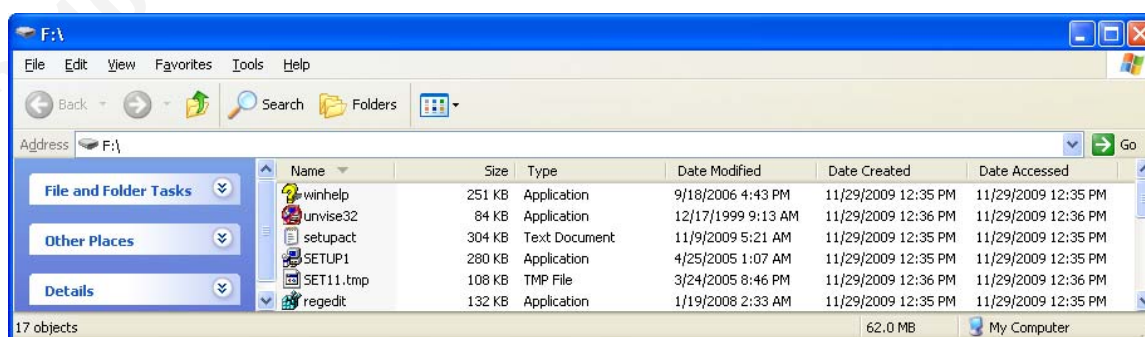 F:\
File Edit View Favorites Tools Help
Back Search Folders
Address F:\ Go
Name Size Type Date Modified Date Created Date Accessed
File and Folder Tasks
Other Places
Details
winhelp 251 KB Application 9/18/2006 4:43 PM 11/29/2009 12:35 PM 11/29/2009 12:35 PM
unvise32 84 KB Application 12/17/1999 9:13 AM 11/29/2009 12:36 PM 11/29/2009 12:36 PM
setupact 304 KB Text Document 11/9/2009 5:21 AM 11/29/2009 12:35 PM 11/29/2009 12:35 PM
SETUP1 280 KB Application 4/25/2005 1:07 AM 11/29/2009 12:35 PM 11/29/2009 12:35 PM
SET11.tmp 108 KB TMP File 3/24/2005 8:46 PM 11/29/2009 12:36 PM 11/29/2009 12:36 PM
regedit 132 KB Application 1/19/2008 2:33 AM 11/29/2009 12:35 PM 11/29/2009 12:35 PM
17 objects 62.0 MB My Computer